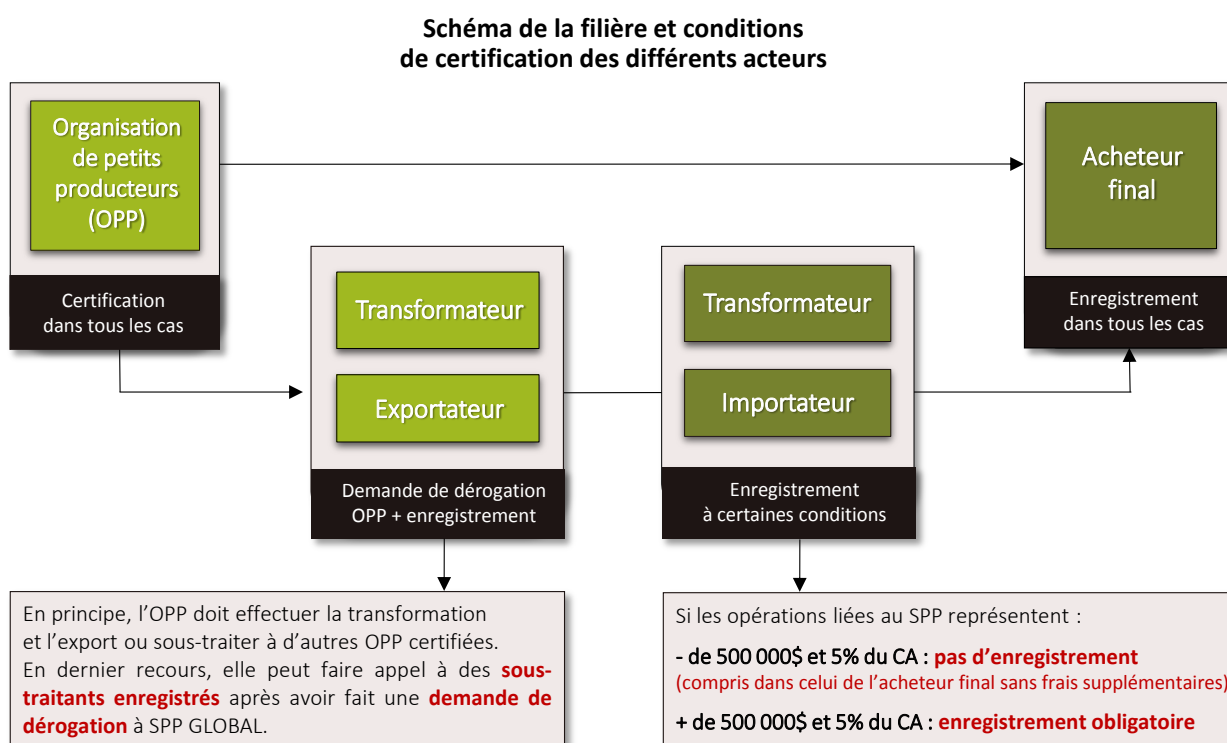 Schéma de la filière et conditions
de certification des différents acteurs
Organisation
de petits
producteurs
(OPP)
Certification
dans tous les cas
Transformateur
Exportateur
Demande de dérogation
OPP + enregistrement
Transformateur
Importateur
Enregistrement
à certaines conditions
Acheteur
final
Enregistrement
dans tous les cas
En principe, l’OPP doit effectuer la transformation
et l’export ou sous-traiter à d’autres OPP certifiées.
En dernier recours, elle peut faire appel à des sous-
traitants enregistrés après avoir fait une demande de
dérogation à SPP GLOBAL.
Si les opérations liées au SPP représentent :
- de 500 000$ et 5% du CA : pas d’enregistrement
(compris dans celui de l’acheteur final sans frais supplémentaires)
+ de 500 000$ et 5% du CA : enregistrement obligatoire